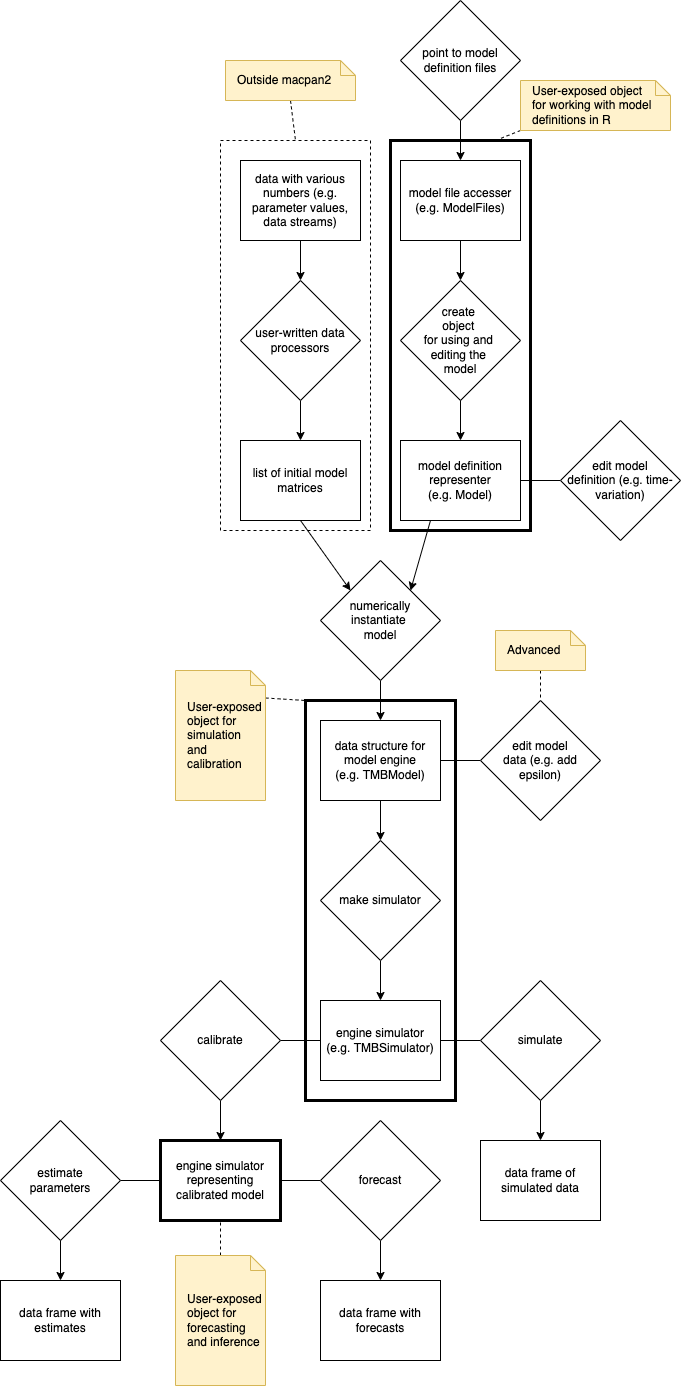 point to model
definition files
Outside macpan2
User-exposed object
for working with model
definitions in R
data with various
numbers (e.g.
parameter values,
data streams)
model file accesser
(e.g. ModelFiles)
user-written data
processors
create
object
for using and
editing the
model
list of initial model
matrices
model definition
representer
(e.g. Model)
edit model
definition (e.g. time-
variation)
numerically
instantiate
model
Advanced
User-exposed
object for
simulation
and
calibration
data structure for
model engine
(e.g. TMBModel)
edit model
data (e.g. add
epsilon)
make simulator
calibrate
engine simulator
(e.g. TMBSimulator)
simulate
estimate
parameters
engine simulator
representing
calibrated model
forecast
data frame of
simulated data
data frame with
estimates
User-exposed
object for
forecasting
and inference
data frame with
forecasts